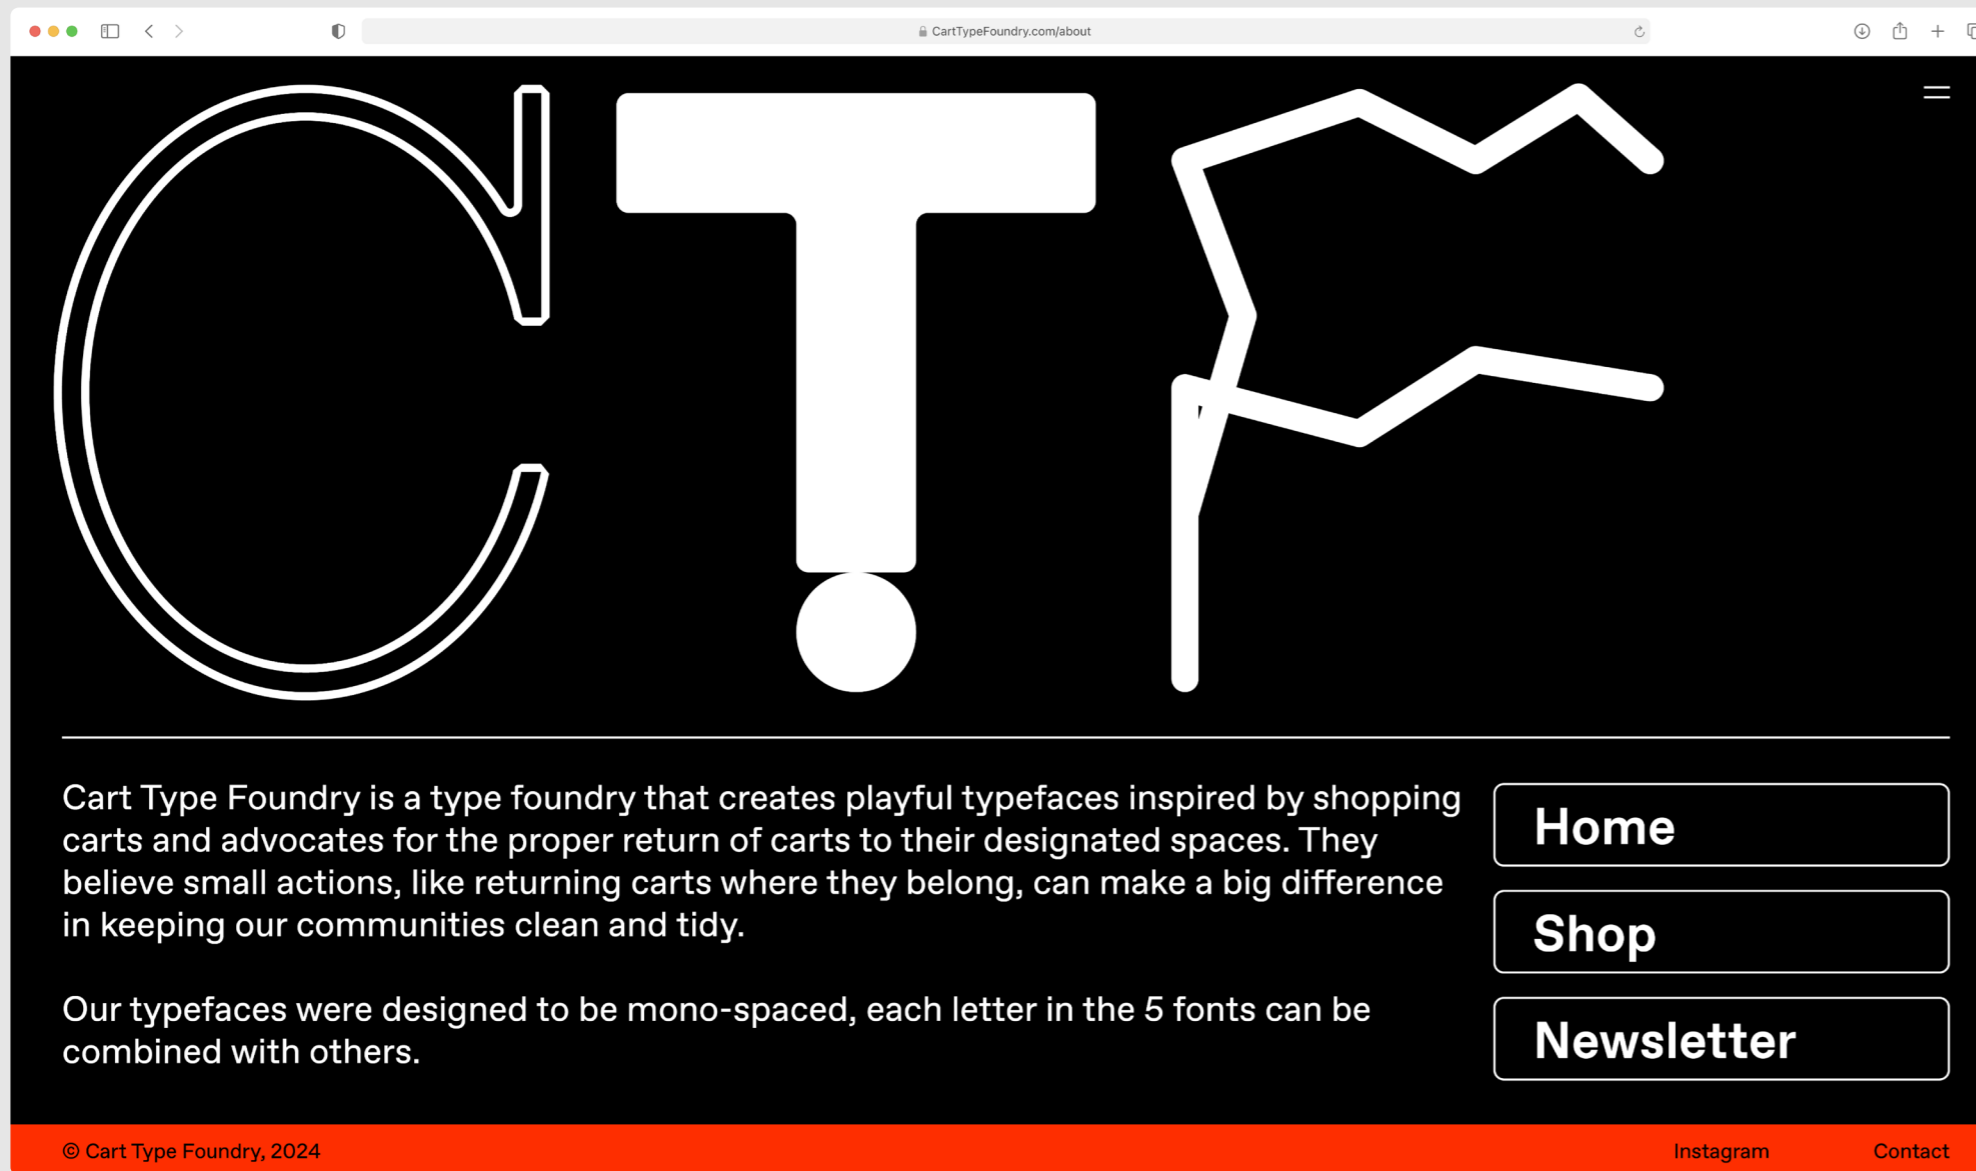 CartTypeFoundry.com/about
CTF
Cart Type Foundry is a type foundry that creates playful typefaces inspired by shopping
carts and advocates for the proper return of carts to their designated spaces. They
believe small actions, like returning carts where they belong, can make a big difference
in keeping our communities clean and tidy.
Our typefaces were designed to be mono-spaced, each letter in the 5 fonts can be
combined with others.
Home
Shop
Newsletter
© Cart Type Foundry, 2024
Instagram
Contact